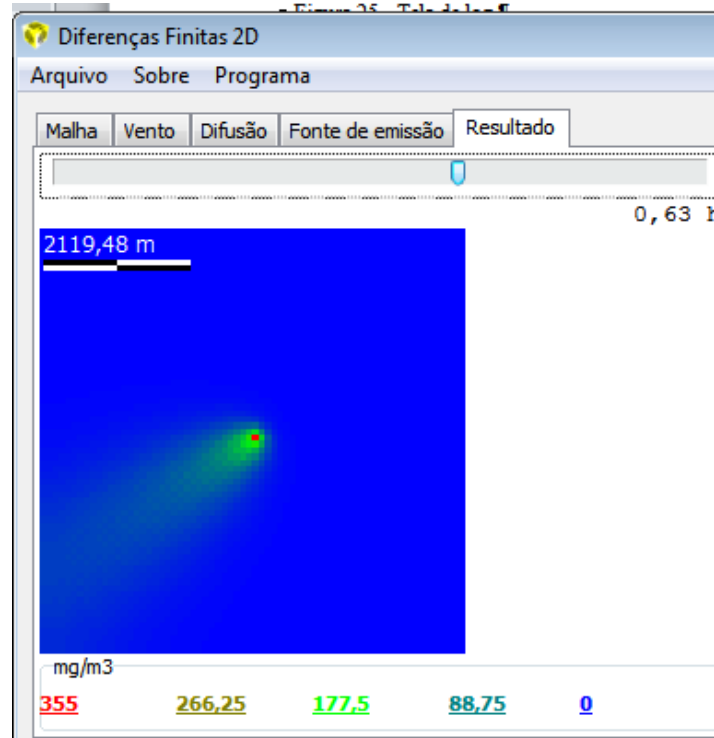 Diferenças Finitas 2D
Arquivo Sobre Programa
Malha Vento Difusão Fonte de emissão Resultado
0,63
2119,48 m
mg/m3
355 266,25 177,5 88,75 0